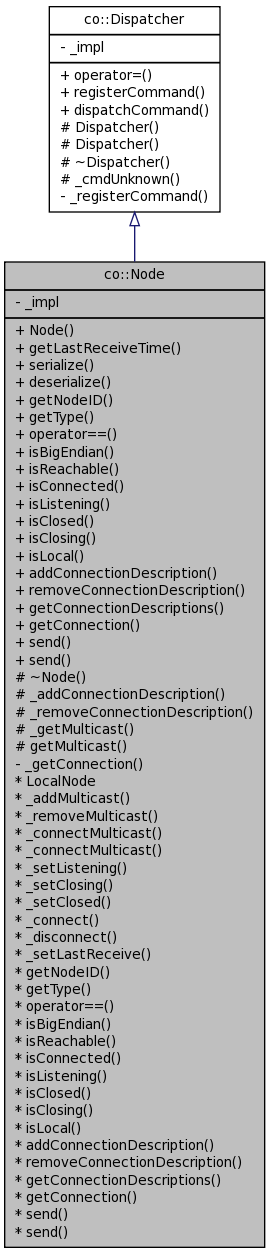 co::Dispatcher
- _impl
+ operator=()
+ registerCommand()
+ dispatchCommand()
# Dispatcher()
# Dispatcher()
# ~Dispatcher()
# _cmdUnknown()
- _registerCommand()
co::Node
- _impl
+ Node()
+ getLastReceiveTime()
+ serialize()
+ deserialize()
+ getNodeID()
+ getType()
+ operator==()
+ isBigEndian()
+ isReachable()
+ isConnected()
+ isListening()
+ isClosed()
+ isClosing()
+ isLocal()
+ addConnectionDescription()
+ removeConnectionDescription()
+ getConnectionDescriptions()
+ getConnection()
+ send()
+ send()
# ~Node()
# _addConnectionDescription()
# _removeConnectionDescription()
# _getMulticast()
# getMulticast()
- _getConnection()
* LocalNode
* _addMulticast()
* _removeMulticast()
* _connectMulticast()
* _connectMulticast()
* _setListening()
* _setClosing()
* _setClosed()
* _connect()
* _disconnect()
* _setLastReceive()
* getNodeID()
* getType()
* operator==()
* isBigEndian()
* isReachable()
* isConnected()
* isListening()
* isClosed()
* isClosing()
* isLocal()
* addConnectionDescription()
* removeConnectionDescription()
* getConnectionDescriptions()
* getConnection()
* send()
* send()